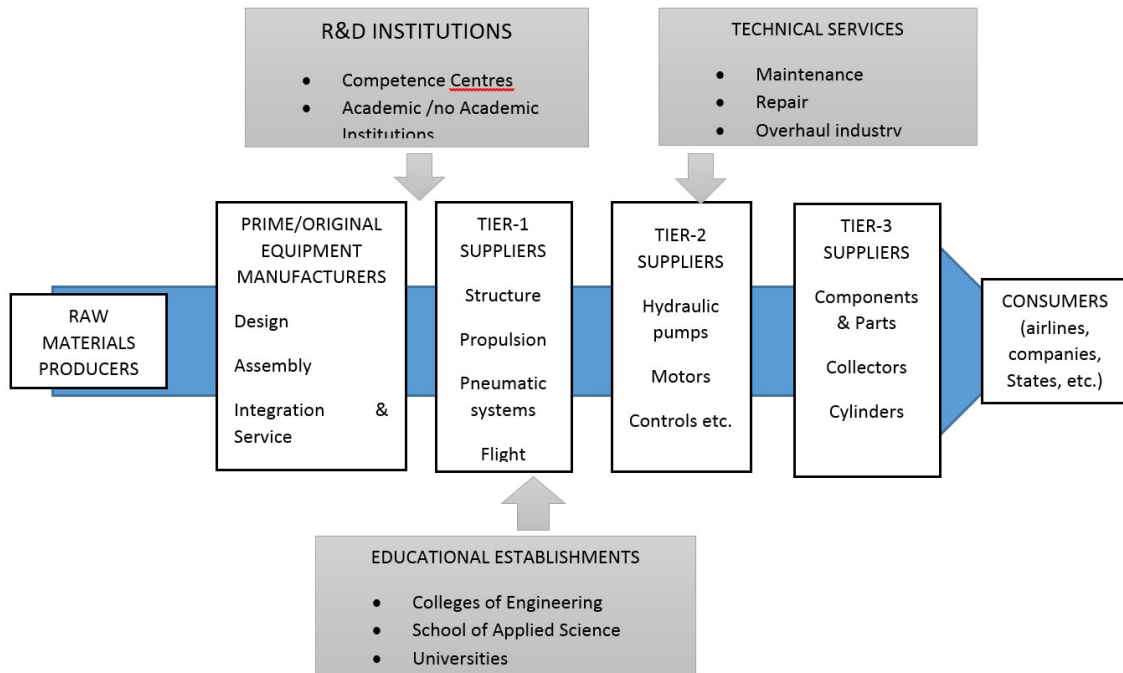 R&D INSTITUTIONS
• Competence Centres
• Academic /no Academic
Institutions
TECHNICAL SERVICES
• Maintenance
• Repair
• Overhaul industry
RAW
MATERIALS
PRODUCERS
PRIME/ORIGINAL
EQUIPMENT
MANUFACTURERS
Design
Assembly
Integration &
Service
TIER-1
SUPPLIERS
Structure
Propulsion
Pneumatic
systems
Flight
TIER-2
SUPPLIERS
Hydraulic
pumps
Motors
Controls etc.
TIER-3
SUPPLIERS
Components
& Parts
Collectors
Cylinders
CONSUMERS
(airlines,
companies,
States, etc.)
EDUCATIONAL ESTABLISHMENTS
• Colleges of Engineering
• School of Applied Science
• Universities